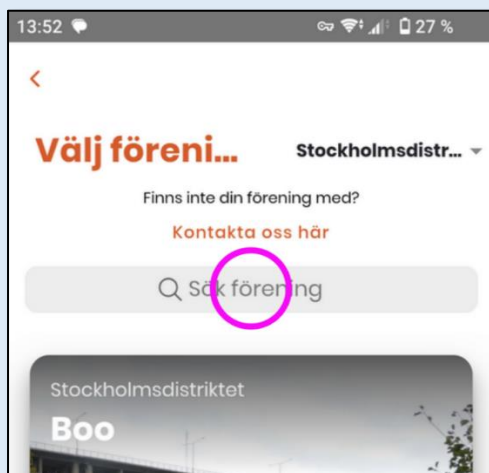 13:52 27 %
Välj föreni... Stockholmsdistr...
Finns inte din förening med?
Kontakta oss här
Sök förening
Stockholmsdistriktet
Boo